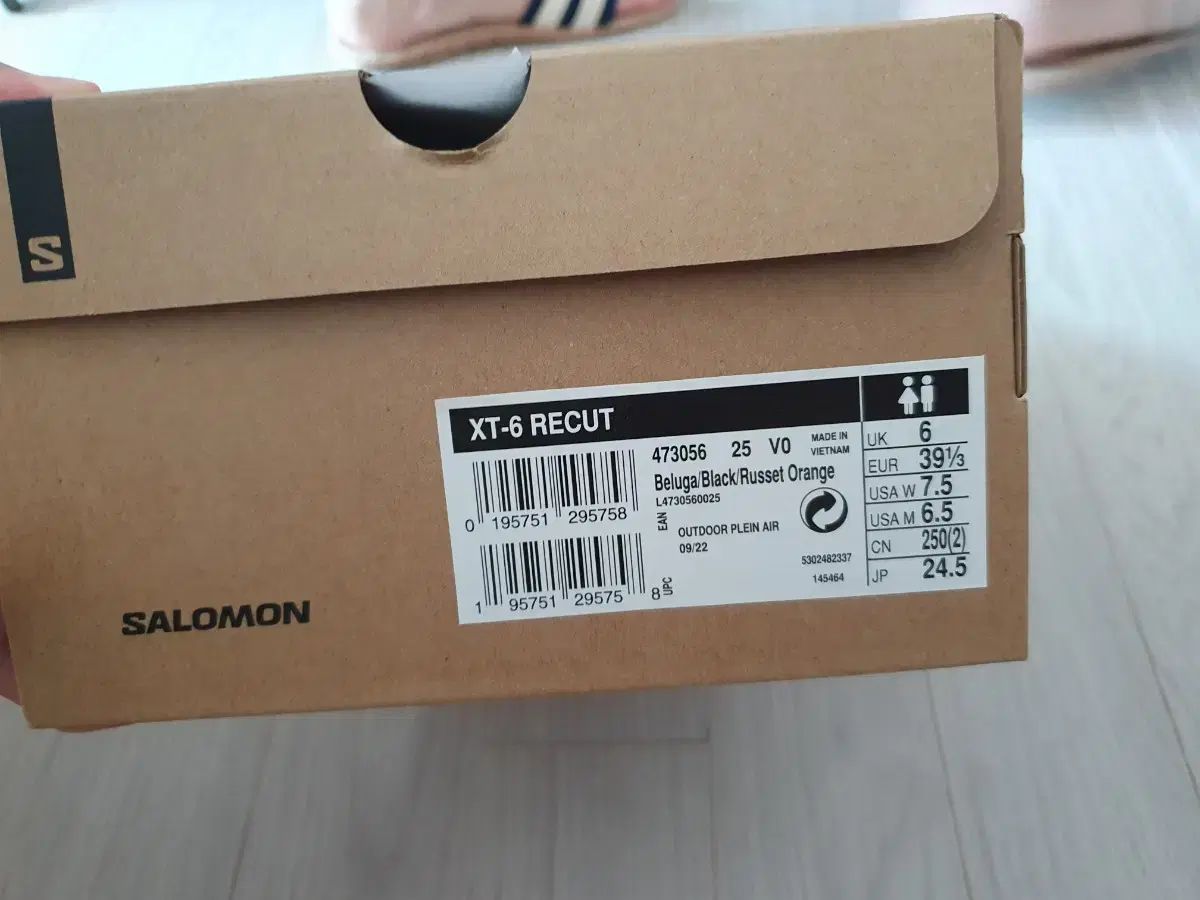 S
XT-6 RECUT
473056 25 V0 MADE IN VIETNAM
Beluga/Black/Russet Orange
L4730560025
0 195751 295758
EAN
OUTDOOR PLEIN AIR
09/22
5302482337
145464
1 95751 29575 8
UPC
UK 6
EUR 39⅓
USA W 7.5
USA M 6.5
CN 250(2)
JP 24.5
SALOMON